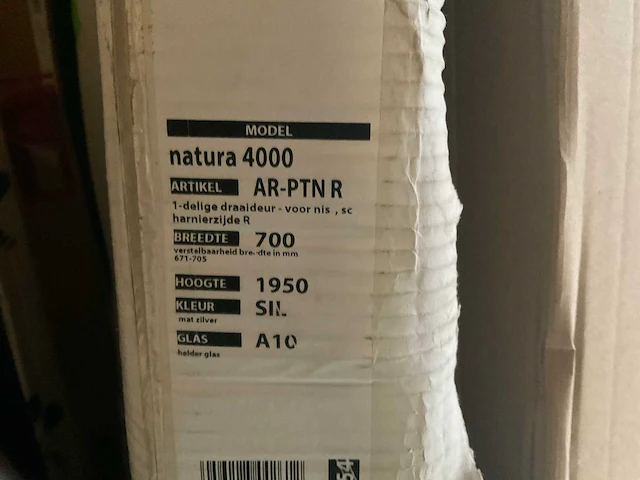 MODEL
natura 4000
ARTIKEL AR-PTN R
1-delige draaideur - voor nis , sc
harnierzijde R
BREEDTE 700
verstelbaarheid breedte in mm
671-705
HOOGTE 1950
KLEUR SIL
mat zilver
GLAS A10
helder glas
54